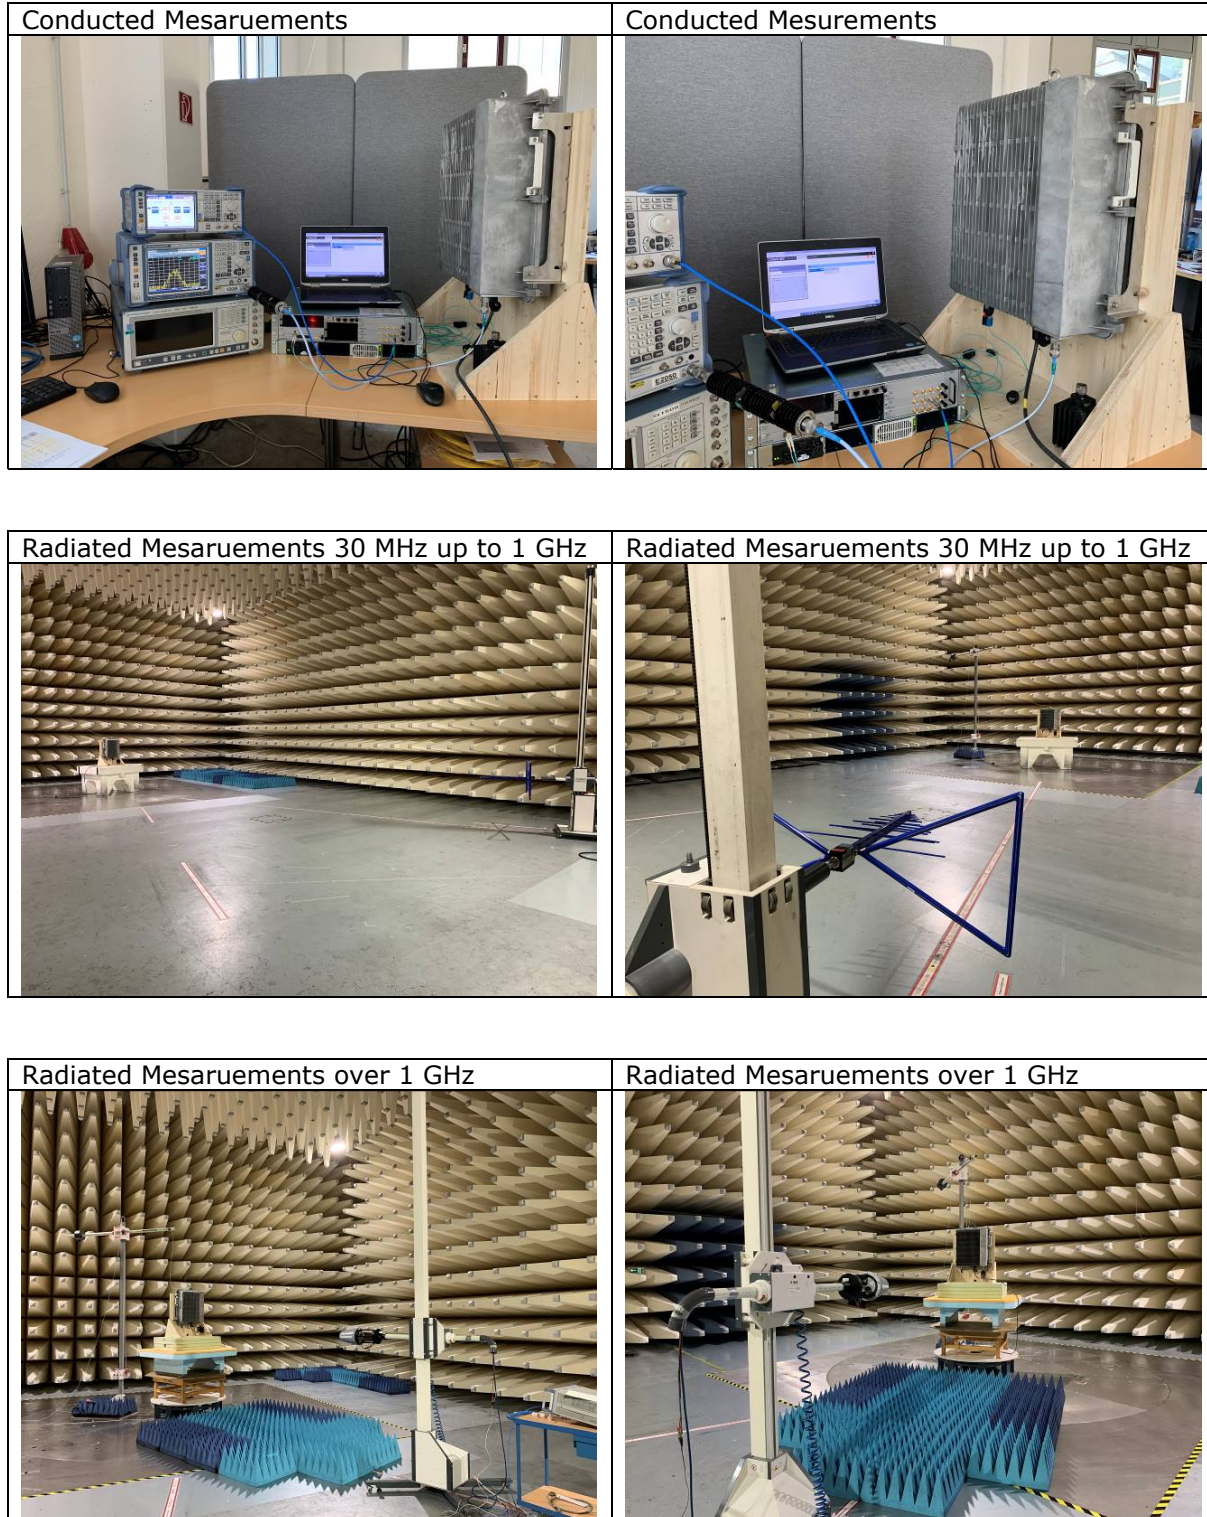 Conducted Mesaruements
Conducted Mesurements
Radiated Mesaruements 30 MHz up to 1 GHz
Radiated Mesaruements 30 MHz up to 1 GHz
Radiated Mesaruements over 1 GHz
Radiated Mesaruements over 1 GHz